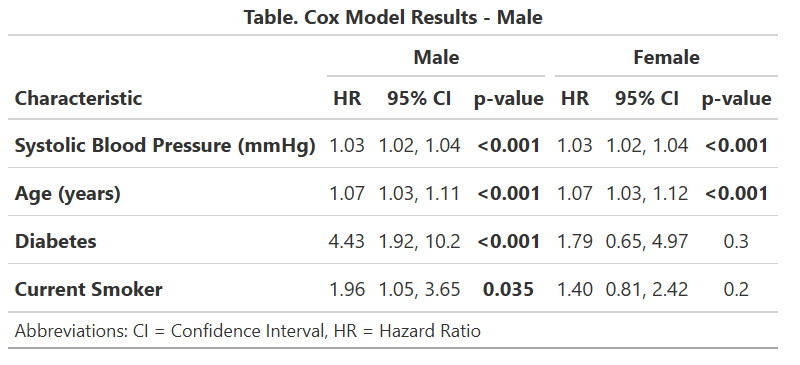 Table. Cox Model Results - Male
Male Female
Characteristic HR 95% CI p-value HR 95% CI p-value
Systolic Blood Pressure (mmHg) 1.03 1.02, 1.04 <0.001 1.03 1.02, 1.04 <0.001
Age (years) 1.07 1.03, 1.11 <0.001 1.07 1.03, 1.12 <0.001
Diabetes 4.43 1.92, 10.2 <0.001 1.79 0.65, 4.97 0.3
Current Smoker 1.96 1.05, 3.65 0.035 1.40 0.81, 2.42 0.2
Abbreviations: CI = Confidence Interval, HR = Hazard Ratio